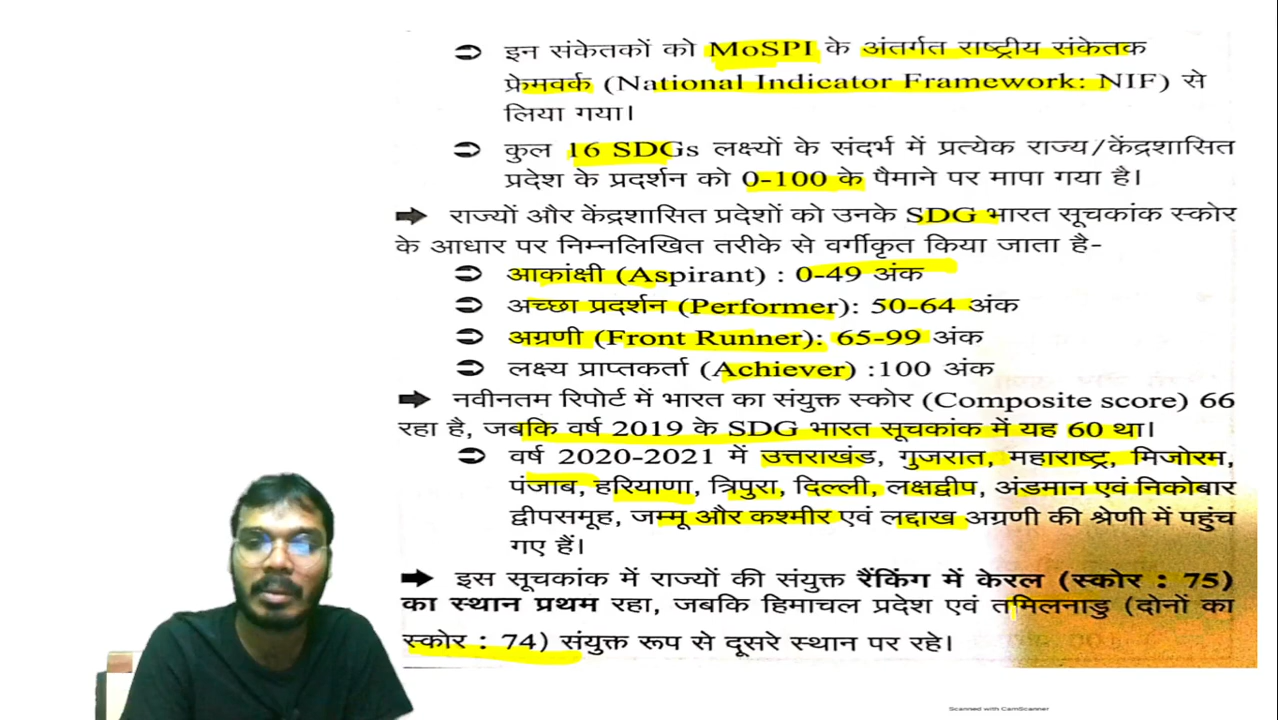 ➲ इन संकेतकों को MoSPI के अंतर्गत राष्ट्रीय संकेतक
फ्रेमवर्क (National Indicator Framework: NIF) से
लिया गया।
➲ कुल 16 SDGs लक्ष्यों के संदर्भ में प्रत्येक राज्य/केंद्रशासित
प्रदेश के प्रदर्शन को 0-100 के पैमाने पर मापा गया है।
➡ राज्यों और केंद्रशासित प्रदेशों को उनके SDG भारत सूचकांक स्कोर
के आधार पर निम्नलिखित तरीके से वर्गीकृत किया जाता है-
➲ आकांक्षी (Aspirant) : 0-49 अंक
➲ अच्छा प्रदर्शन (Performer): 50-64 अंक
➲ अग्रणी (Front Runner): 65-99 अंक
➲ लक्ष्य प्राप्तकर्ता (Achiever) :100 अंक
➡ नवीनतम रिपोर्ट में भारत का संयुक्त स्कोर (Composite score) 66
रहा है, जबकि वर्ष 2019 के SDG भारत सूचकांक में यह 60 था।
➲ वर्ष 2020-2021 में उत्तराखंड, गुजरात, महाराष्ट्र, मिजोरम,
पंजाब, हरियाणा, त्रिपुरा, दिल्ली, लक्षद्वीप, अंडमान एवं निकोबार
द्वीपसमूह, जम्मू और कश्मीर एवं लद्दाख अग्रणी की श्रेणी में पहुंच
गए हैं।
➡ इस सूचकांक में राज्यों की संयुक्त रैंकिंग में केरल (स्कोर : 75)
का स्थान प्रथम रहा, जबकि हिमाचल प्रदेश एवं तमिलनाडु (दोनों का
स्कोर : 74) संयुक्त रूप से दूसरे स्थान पर रहे।
Scanned with CamScanner